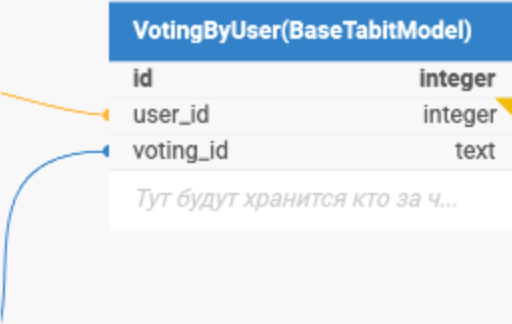 VotingByUser(BaseTabitModel)
id integer
user_id integer
voting_id text
Тут будут хранится кто за ч...